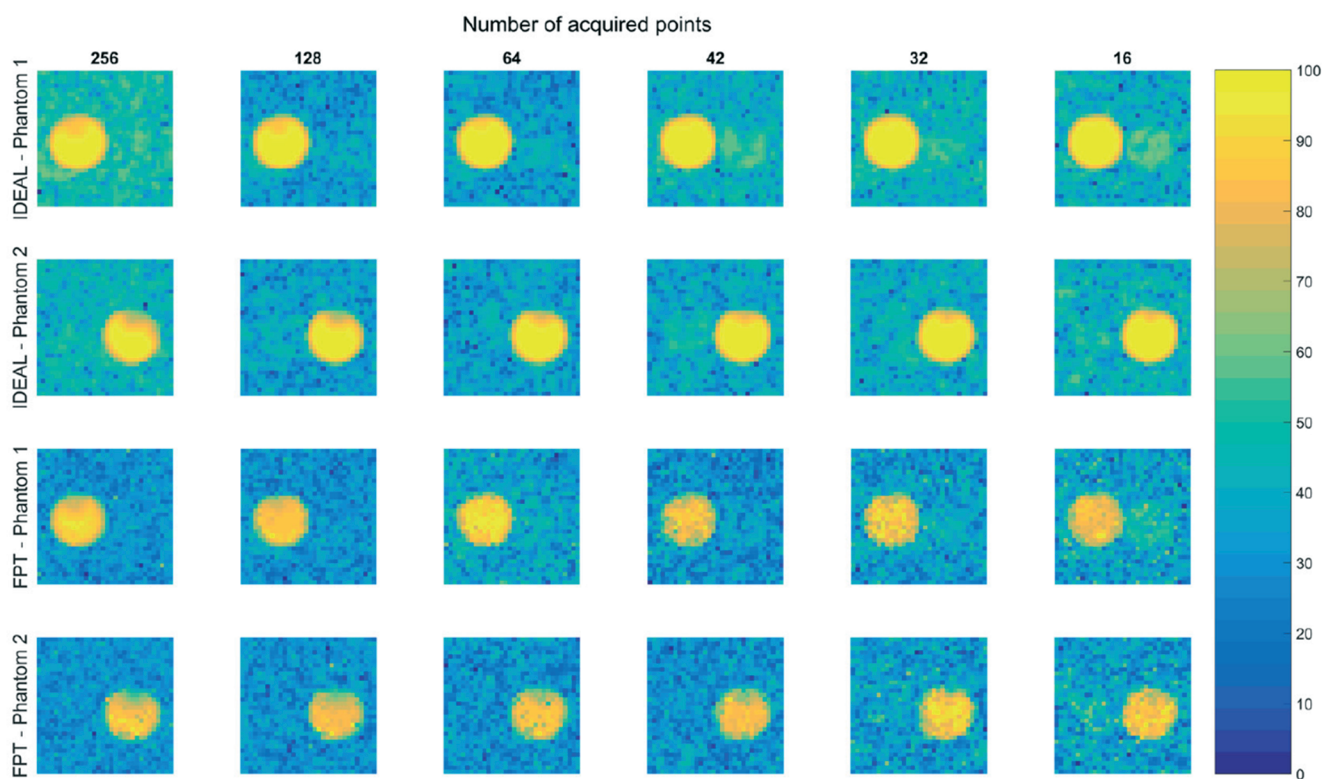 Number of acquired points
256 128 64 42 32 16
IDEAL - Phantom 1
IDEAL - Phantom 2
FPT - Phantom 1
FPT - Phantom 2
100
90
80
70
60
50
40
30
20
10
0